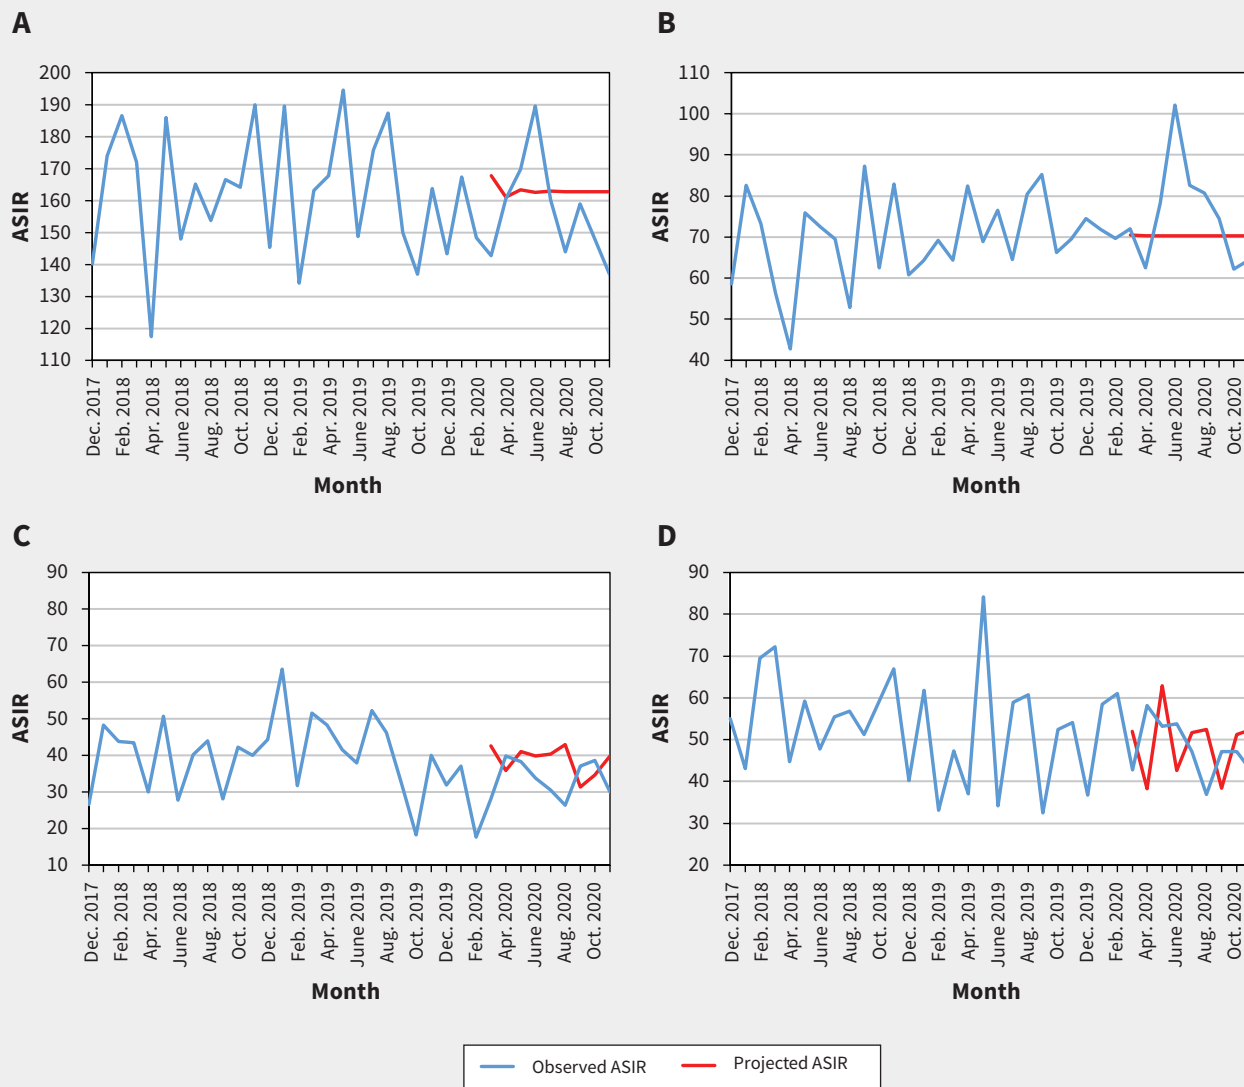 A
200
190
180
170
160
150
140
130
120
110
ASIR
Dec. 2017
Feb. 2018
Apr. 2018
June 2018
Aug. 2018
Oct. 2018
Dec. 2018
Feb. 2019
Apr. 2019
June 2019
Aug. 2019
Oct. 2019
Dec. 2019
Feb. 2020
Apr. 2020
June 2020
Aug. 2020
Oct. 2020
Month
B
110
100
90
80
70
60
50
40
ASIR
Dec. 2017
Feb. 2018
Apr. 2018
June 2018
Aug. 2018
Oct. 2018
Dec. 2018
Feb. 2019
Apr. 2019
June 2019
Aug. 2019
Oct. 2019
Dec. 2019
Feb. 2020
Apr. 2020
June 2020
Aug. 2020
Oct. 2020
Month
C
90
80
70
60
50
40
30
20
10
ASIR
Dec. 2017
Feb. 2018
Apr. 2018
June 2018
Aug. 2018
Oct. 2018
Dec. 2018
Feb. 2019
Apr. 2019
June 2019
Aug. 2019
Oct. 2019
Dec. 2019
Feb. 2020
Apr. 2020
June 2020
Aug. 2020
Oct. 2020
Month
D
90
80
70
60
50
40
30
20
ASIR
Dec. 2017
Feb. 2018
Apr. 2018
June 2018
Aug. 2018
Oct. 2018
Dec. 2018
Feb. 2019
Apr. 2019
June 2019
Aug. 2019
Oct. 2019
Dec. 2019
Feb. 2020
Apr. 2020
June 2020
Aug. 2020
Oct. 2020
Month
Observed ASIR
Projected ASIR